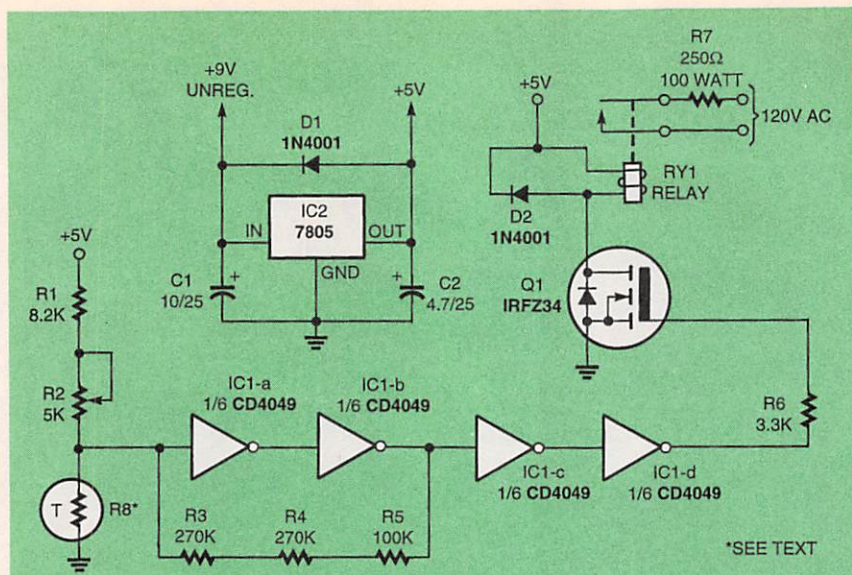 R7
250Ω
100 WATT
120V AC
+9V
UNREG.
+5V
+5V
D1
1N4001
IC2
7805
IN
OUT
GND
C1
10/25
+
+
C2
4.7/25
RY1
RELAY
D2
1N4001
Q1
IRFZ34
+5V
R1
8.2K
R2
5K
T
R8*
IC1-a
1/6 CD4049
IC1-b
1/6 CD4049
IC1-c
1/6 CD4049
IC1-d
1/6 CD4049
R6
3.3K
R3
270K
R4
270K
R5
100K
*SEE TEXT